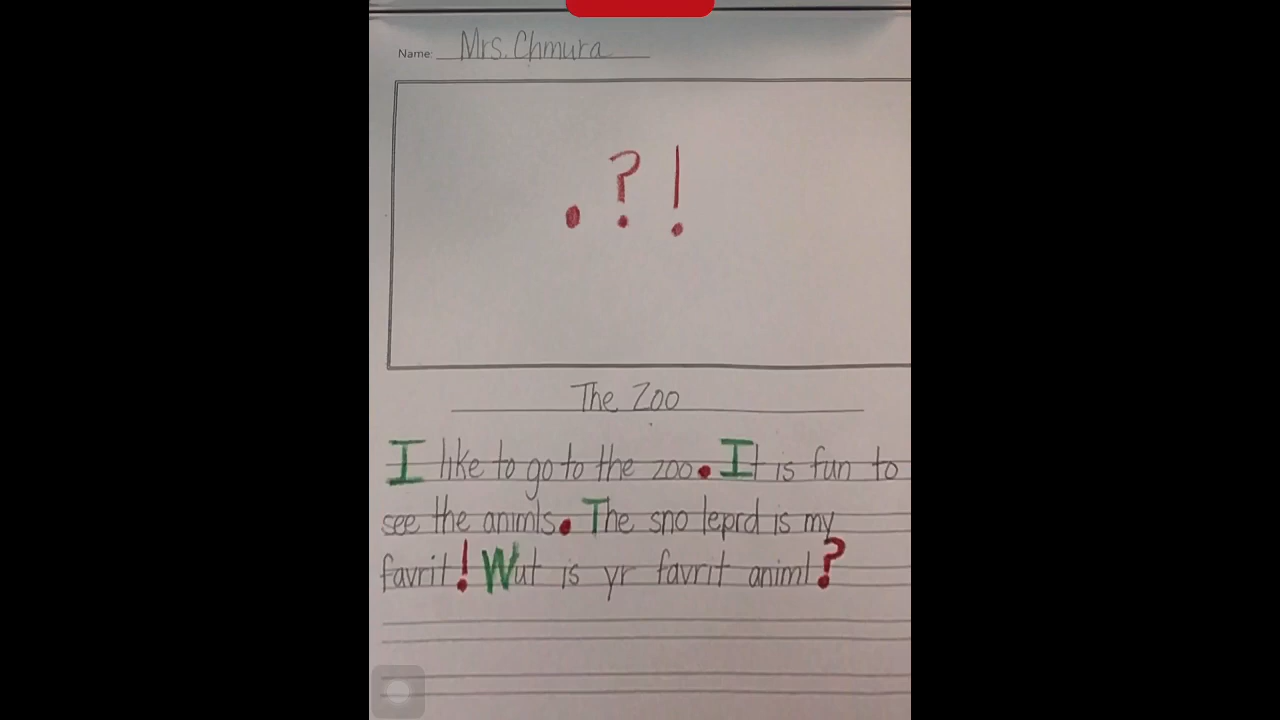 Name: Mrs. Chmura
. ? !
The Zoo
I like to go to the zoo. It is fun to
see the animls. The sno leprd is my
favrit! Wut is yr favrit animl?